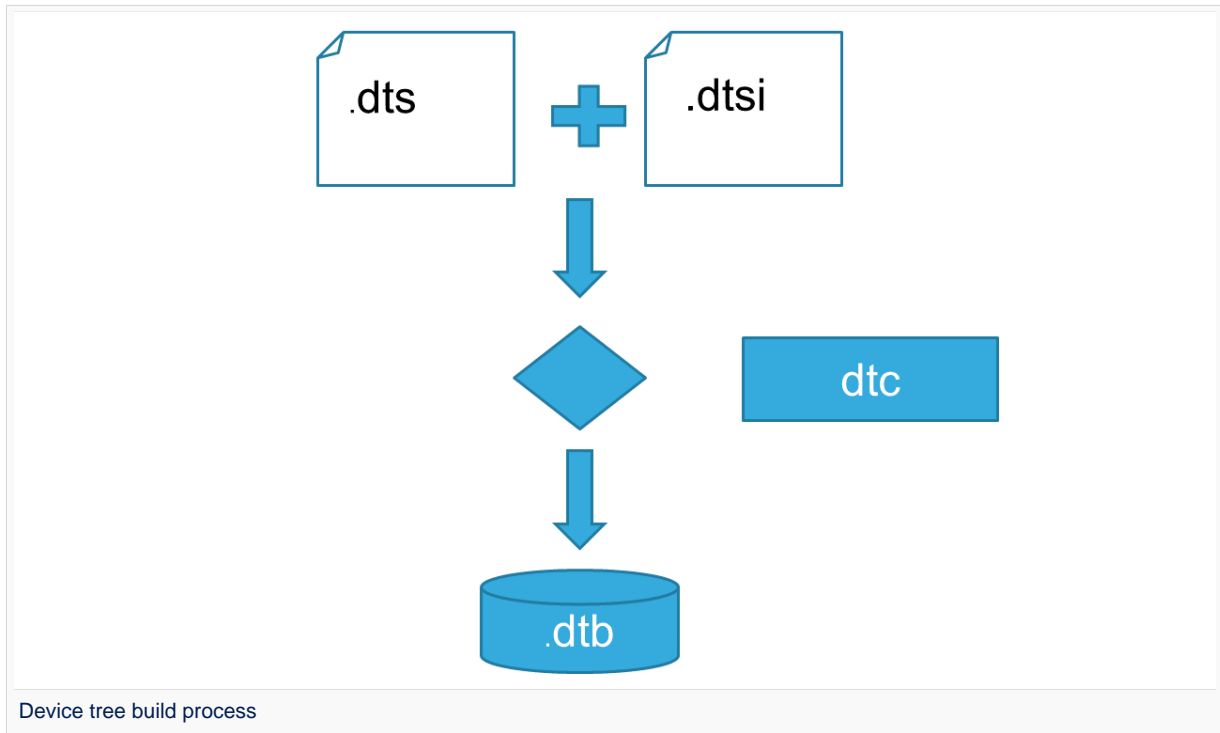 .dts
.dtsi
dtc
.dtb
Device tree build process